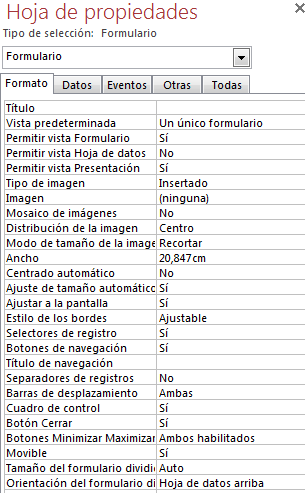 Hoja de propiedades
Tipo de selección: Formulario
Formulario
Formato Datos Eventos Otras Todas
Título
Vista predeterminada Un único formulario
Permitir vista Formulario Sí
Permitir vista Hoja de datos No
Permitir vista Presentación Sí
Tipo de imagen Insertado
Imagen (ninguna)
Mosaico de imágenes No
Distribución de la imagen Centro
Modo de tamaño de la image Recortar
Ancho 20,847cm
Centrado automático No
Ajuste de tamaño automático Sí
Ajustar a la pantalla Sí
Estilo de los bordes Ajustable
Selectores de registro Sí
Botones de navegación Sí
Título de navegación
Separadores de registros No
Barras de desplazamiento Ambas
Cuadro de control Sí
Botón Cerrar Sí
Botones Minimizar Maximizar Ambos habilitados
Movible Sí
Tamaño del formulario dividi Auto
Orientación del formulario di Hoja de datos arriba